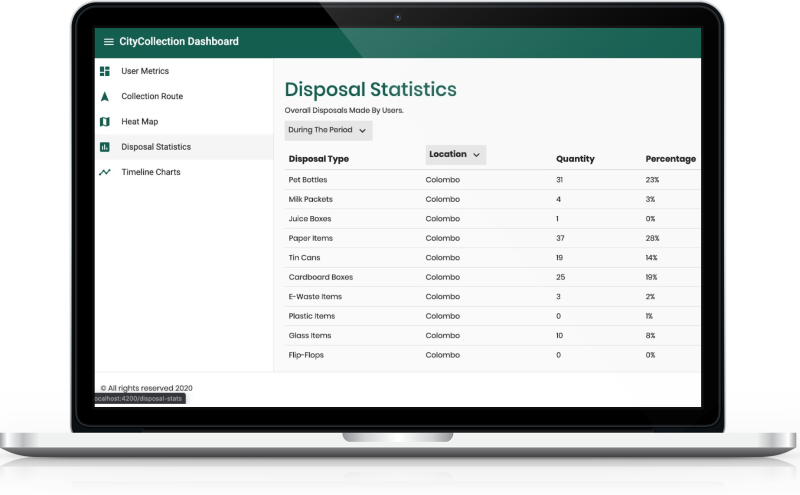 CityCollection Dashboard
User Metrics
Collection Route
Heat Map
Disposal Statistics
Timeline Charts
Disposal Statistics
Overall Disposals Made By Users.
During The Period
Disposal Type Location Quantity Percentage
Pet Bottles Colombo 31 23%
Milk Packets Colombo 4 3%
Juice Boxes Colombo 1 0%
Paper Items Colombo 37 28%
Tin Cans Colombo 19 14%
Cardboard Boxes Colombo 25 19%
E-Waste Items Colombo 3 2%
Plastic Items Colombo 0 1%
Glass Items Colombo 10 8%
Flip-Flops Colombo 0 0%
© All rights reserved 2020
ocalhost:4200/disposal-stats